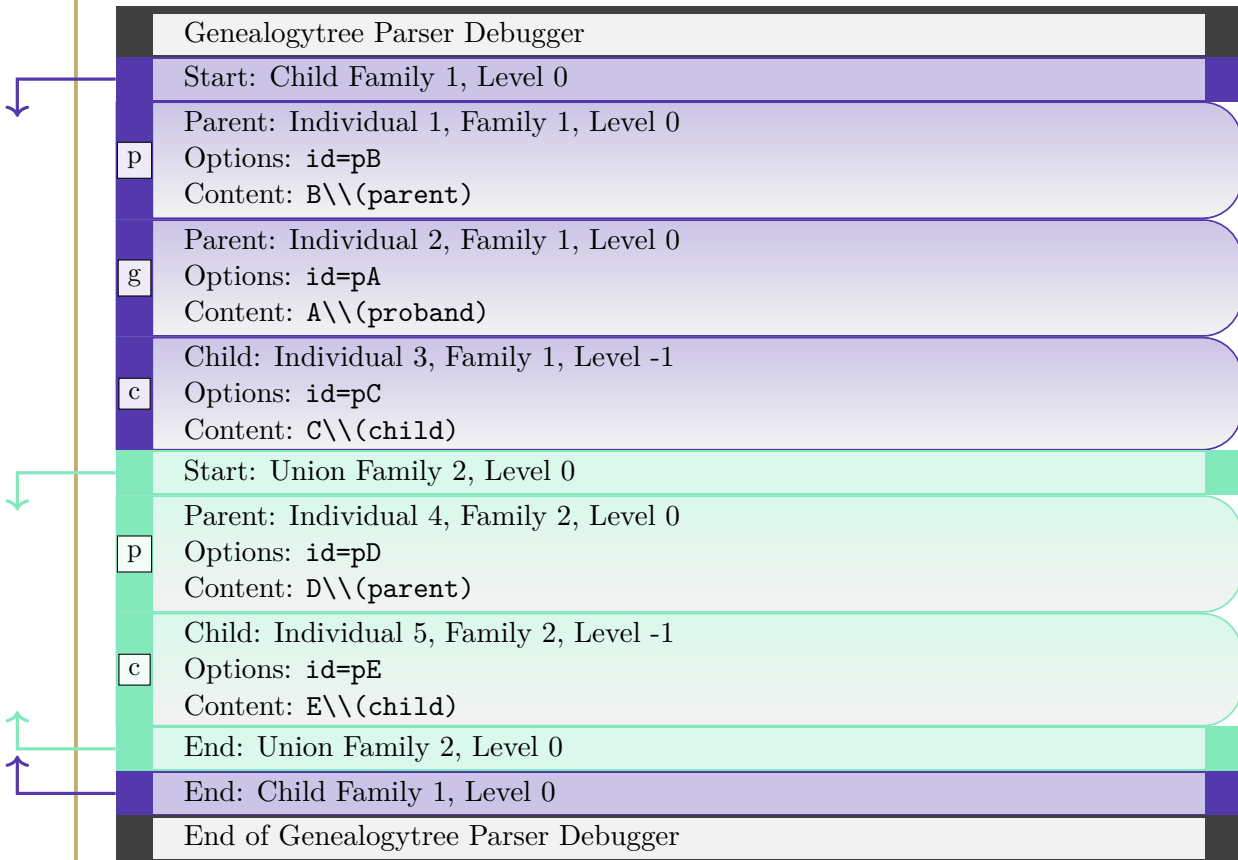 Genealogytree Parser Debugger
Start: Child Family 1, Level 0
Parent: Individual 1, Family 1, Level 0
p Options: id=pB
Content: B\\(parent)
Parent: Individual 2, Family 1, Level 0
g Options: id=pA
Content: A\\(proband)
Child: Individual 3, Family 1, Level -1
c Options: id=pC
Content: C\\(child)
Start: Union Family 2, Level 0
Parent: Individual 4, Family 2, Level 0
p Options: id=pD
Content: D\\(parent)
Child: Individual 5, Family 2, Level -1
c Options: id=pE
Content: E\\(child)
End: Union Family 2, Level 0
End: Child Family 1, Level 0
End of Genealogytree Parser Debugger